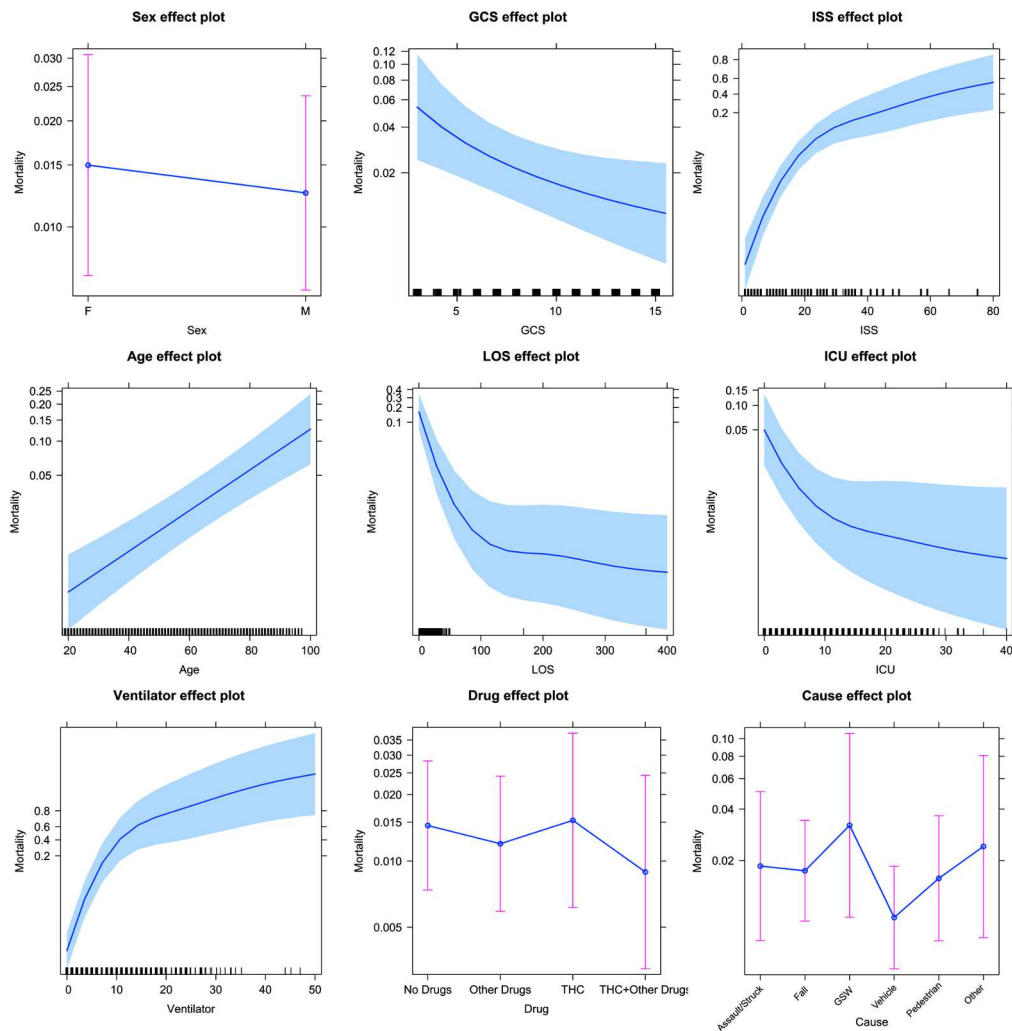 Sex effect plot
Mortality
0.030
0.025
0.020
0.015
0.010
F
M
Sex
GCS effect plot
Mortality
0.12
0.10
0.08
0.06
0.04
0.02
5
10
15
GCS
ISS effect plot
Mortality
0.8
0.6
0.4
0.2
0
20
40
60
80
ISS
Age effect plot
Mortality
0.25
0.20
0.15
0.10
0.05
20
40
60
80
100
Age
LOS effect plot
Mortality
0.4
0.3
0.2
0.1
0
100
200
300
400
LOS
ICU effect plot
Mortality
0.15
0.10
0.05
0
10
20
30
40
ICU
Ventilator effect plot
Mortality
0.8
0.6
0.4
0.2
0
10
20
30
40
50
Ventilator
Drug effect plot
Mortality
0.035
0.030
0.025
0.020
0.015
0.010
0.005
No Drugs
Other Drugs
THC
THC+Other Drugs
Drug
Cause effect plot
Mortality
0.10
0.08
0.06
0.04
0.02
Assault/Struck
Fall
GSW
Vehicle
Pedestrian
Other
Cause